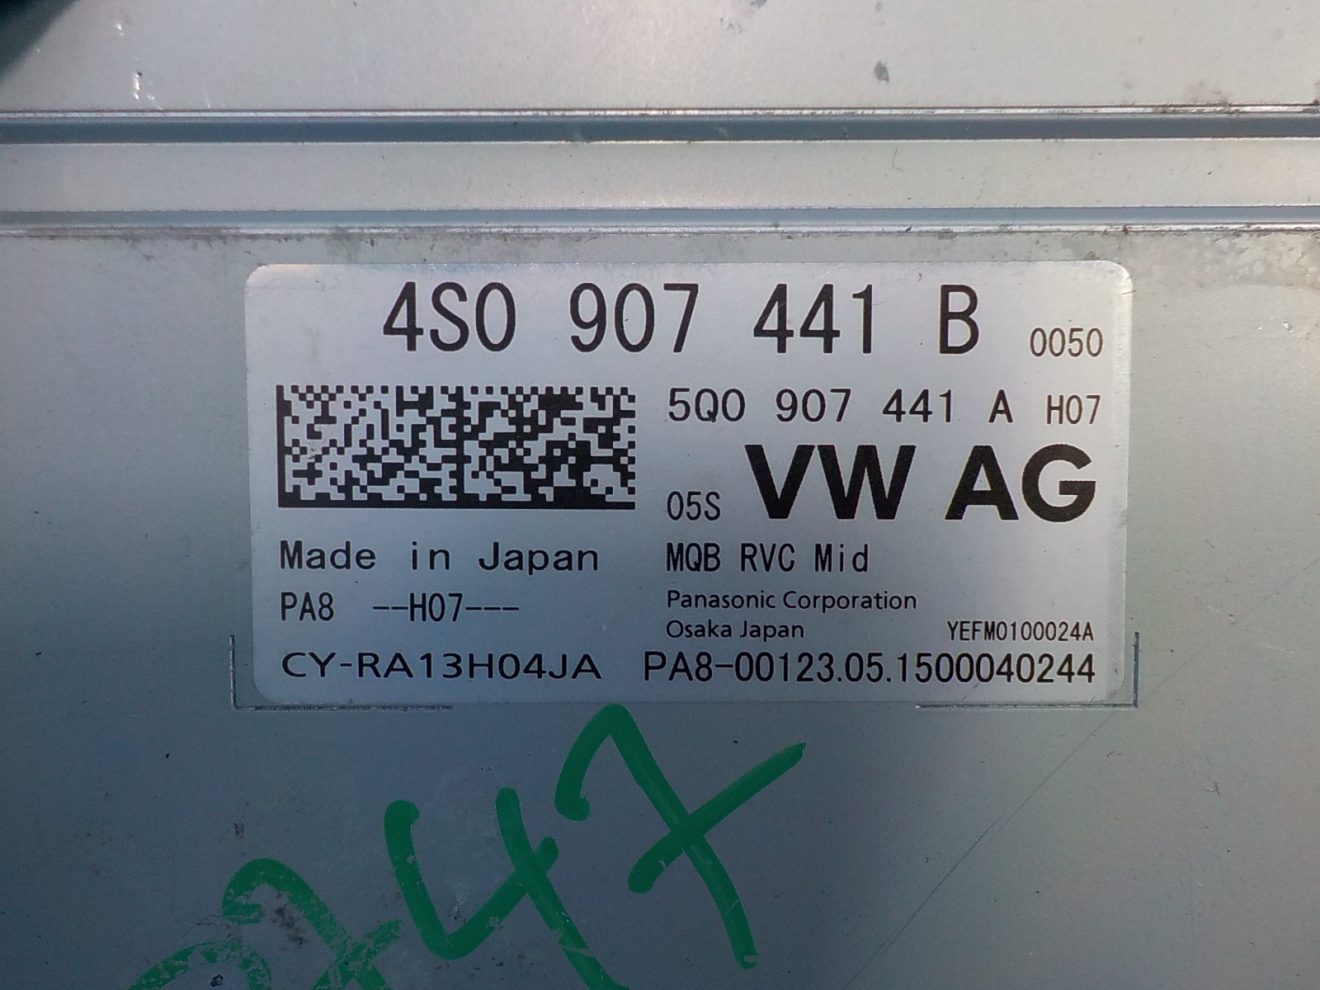 4S0 907 441 B 0050
5Q0 907 441 A H07
05S VW AG
Made in Japan MQB RVC Mid
PA8 --H07---
Panasonic Corporation
Osaka Japan YEFM0100024A
CY-RA13H04JA PA8-00123.05.1500040244
247